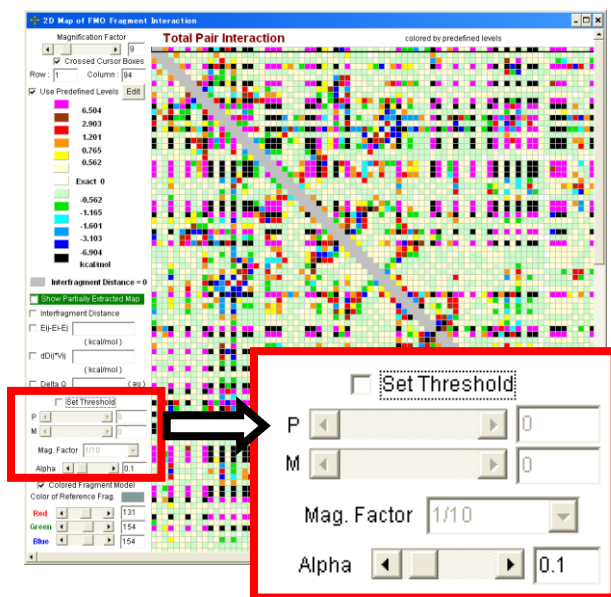 2D Map of FMO Fragment Interaction
Magnification Factor
9
Crossed Cursor Boxes
Row: 1 Column: 94
Use Predefined Levels Edit
6.504
2.903
1.201
0.765
0.562
Exact 0
-0.562
-1.165
-1.601
-3.103
-6.904
kcal/mol
Interfragment Distance = 0
Show Partially Extracted Map
Interfragment Distance
Eij-Ei-Ej
(kcal/mol)
dDij*Vij
(kcal/mol)
Delta Q (au)
Set Threshold
P 0
M 0
Mag. Factor 1/10
Alpha 0.1
Colored Fragment Model
Color of Reference Frag.
Red 131
Green 154
Blue 154
Total Pair Interaction
colored by predefined levels
Set Threshold
P 0
M 0
Mag. Factor 1/10
Alpha 0.1